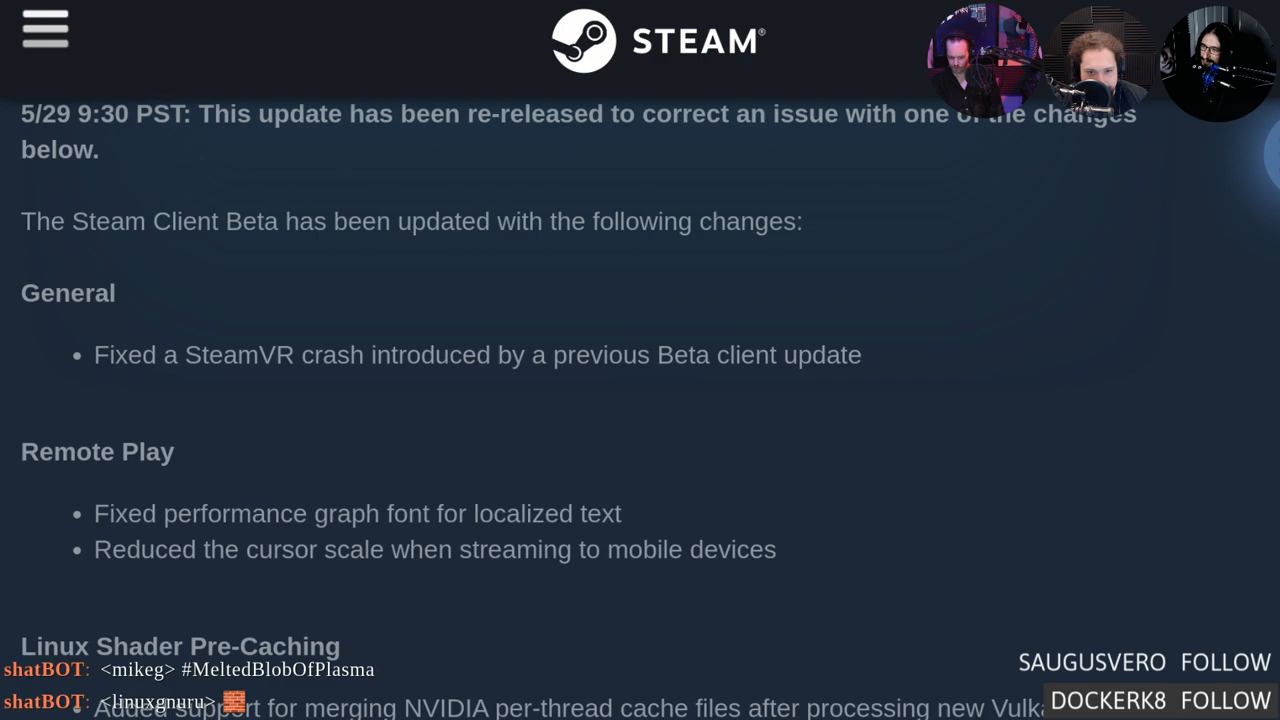 STEAM®
5/29 9:30 PST: This update has been re-released to correct an issue with one of the changes
below.
The Steam Client Beta has been updated with the following changes:
General
• Fixed a SteamVR crash introduced by a previous Beta client update
Remote Play
• Fixed performance graph font for localized text
• Reduced the cursor scale when streaming to mobile devices
Linux Shader Pre-Caching
shatBOT: <mikeg> #MeltedBlobOfPlasma
SAUGUSVERO FOLLOW
shatBOT: <linuxgnuru> 🧱
DOCKERK8 FOLLOW
• Added support for merging NVIDIA per-thread cache files after processing new